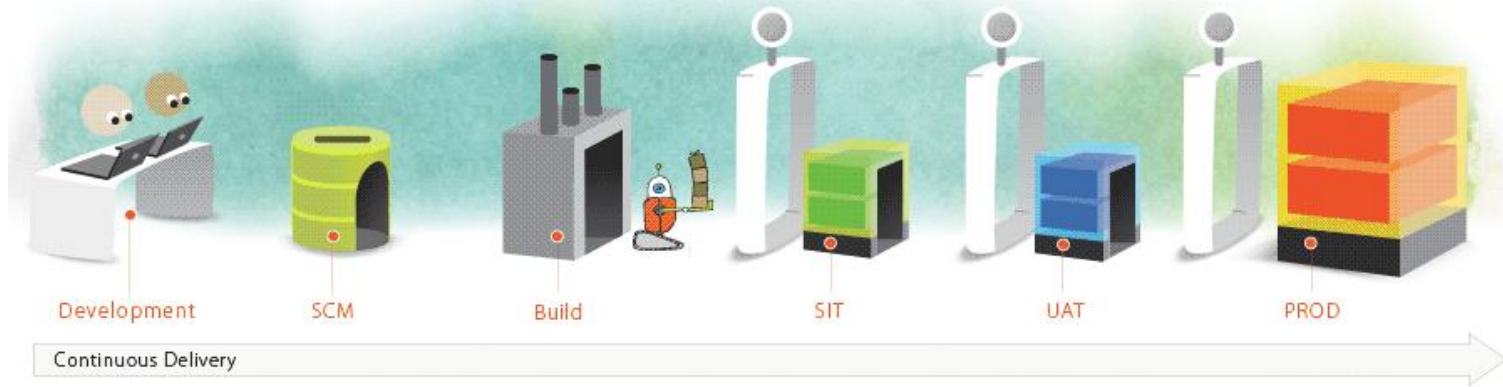 Development
SCM
Build
SIT
UAT
PROD
Continuous Delivery